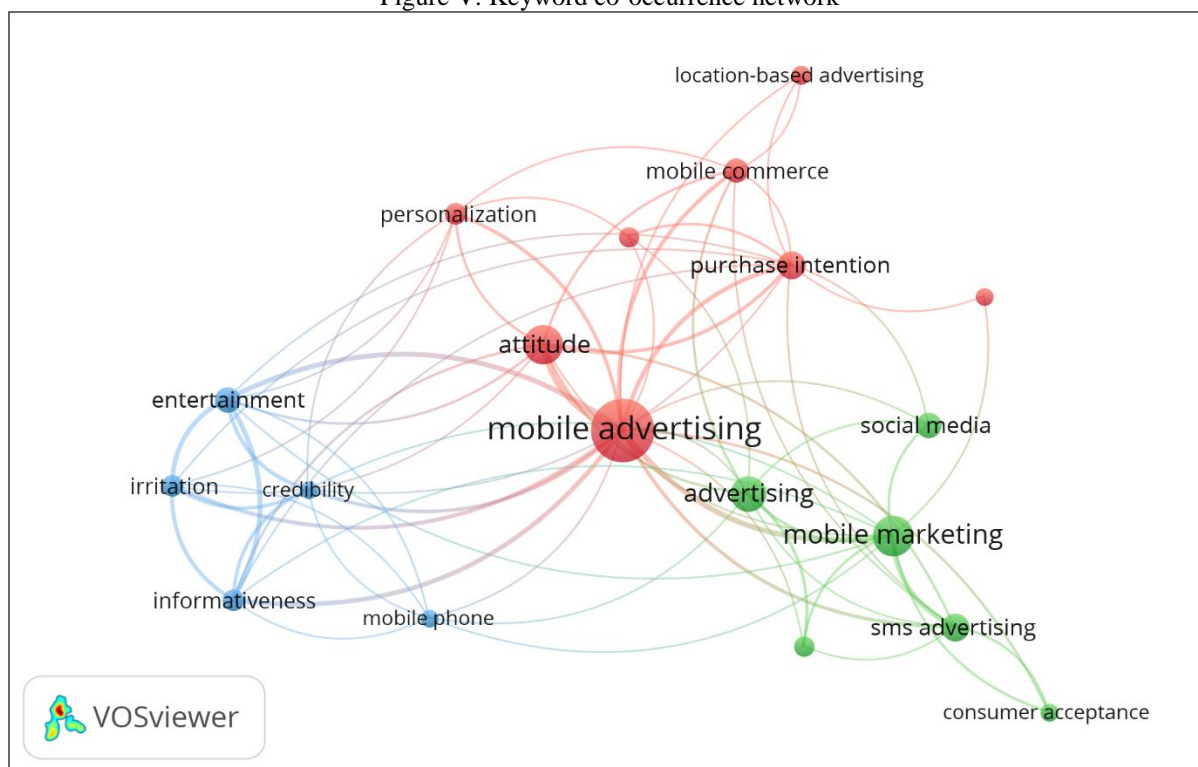 Figure V: Keyword co-occurrence network
location-based advertising
mobile commerce
personalization
purchase intention
attitude
entertainment
mobile advertising
social media
irritation
credibility
advertising
mobile marketing
informativeness
mobile phone
sms advertising
consumer acceptance
VOSviewer